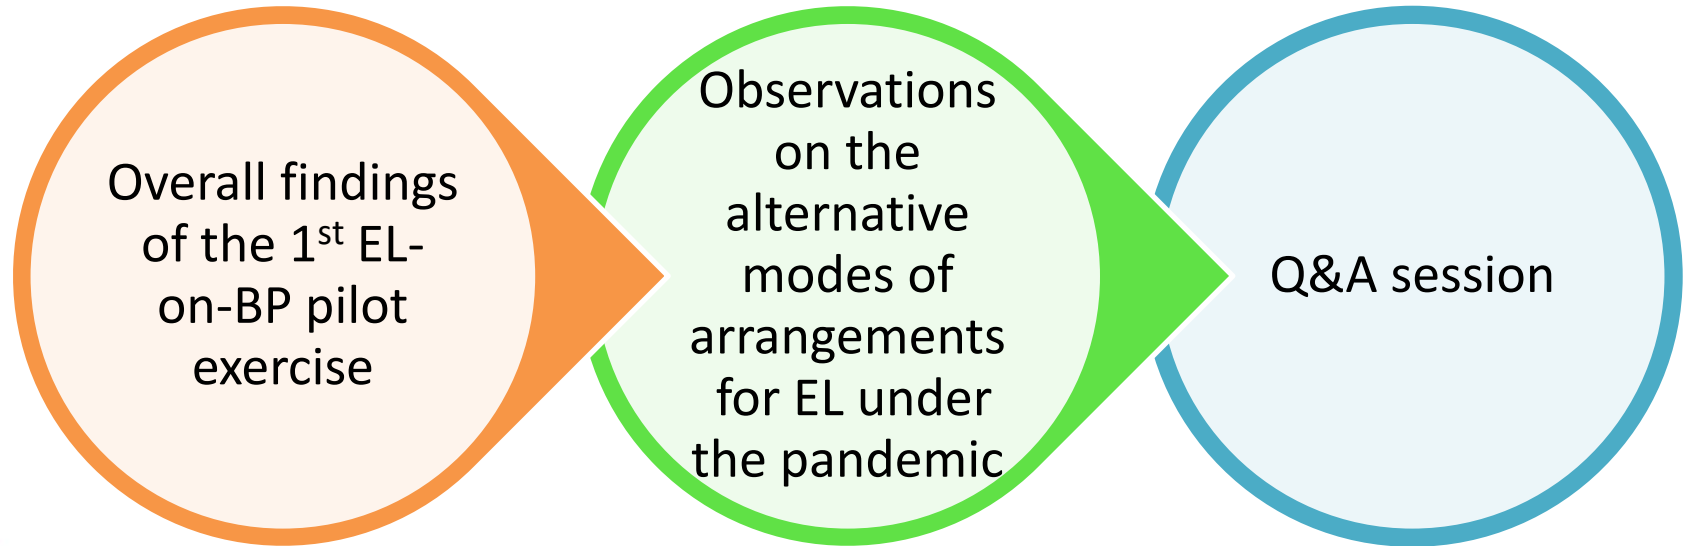 Overall findings
of the 1st EL-
on-BP pilot
exercise
Observations
on the
alternative
modes of
arrangements
for EL under
the pandemic
Q&A session